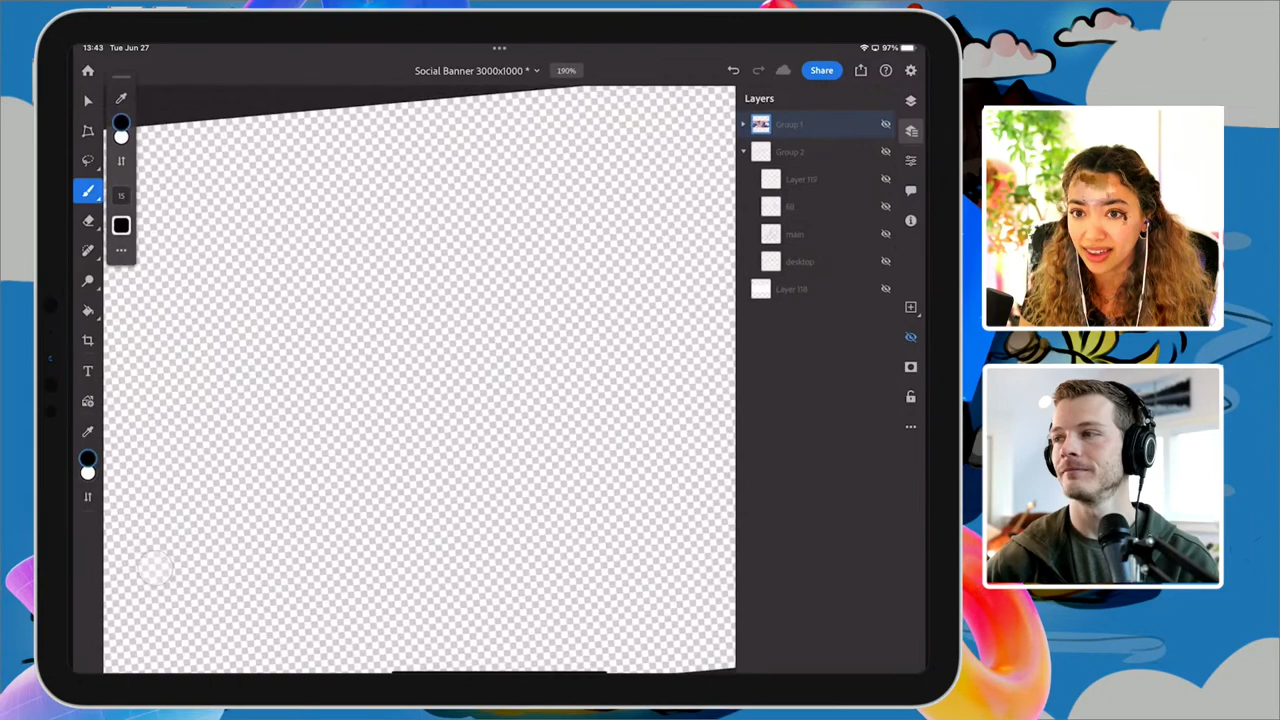 13:43 Tue Jun 27
97%
Social Banner 3000x1000 *
190%
Share
Layers
Group 1
Group 2
Layer 119
fill
main
desktop
Layer 118
15
T